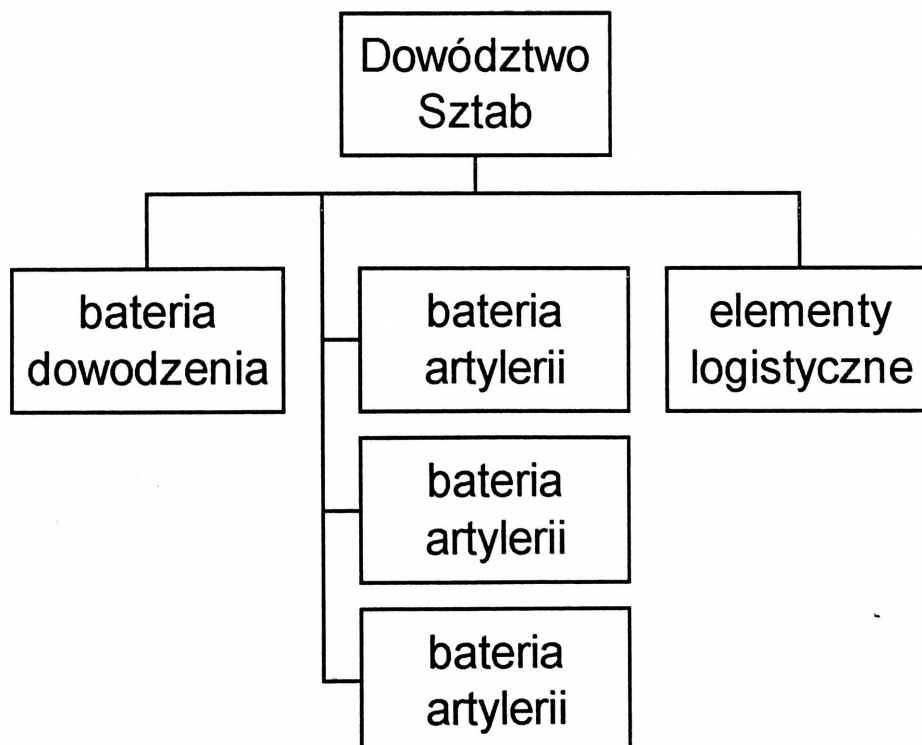 Dowództwo
Sztab
bateria
dowodzenia
bateria
artylerii
elementy
logistyczne
bateria
artylerii
bateria
artylerii